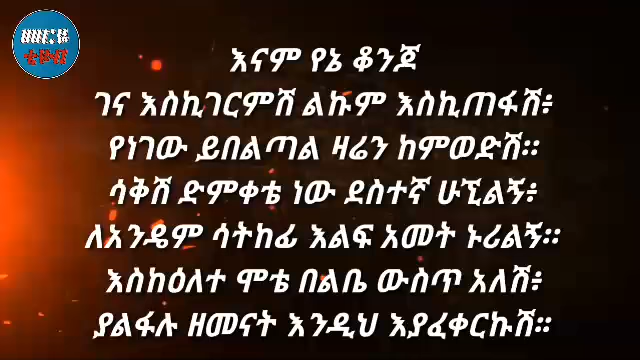 እናም የኔ ቆንጆ
ገና እስኪገርምሽ ልኩም እስኪጠፋሽ፥
የነገው ይበልጣል ዛሬን ከምወድሽ።
ሳቅሽ ድምቀቴ ነው ደስተኛ ሁኚልኝ፥
ለአንዴም ሳትከፊ እልፍ አመት ኑሪልኝ።
እስከዕለተ ሞቴ በልቤ ውስጥ አለሽ፥
ያልፋሉ ዘመናት እንዲህ እያፈቀርኩሽ።